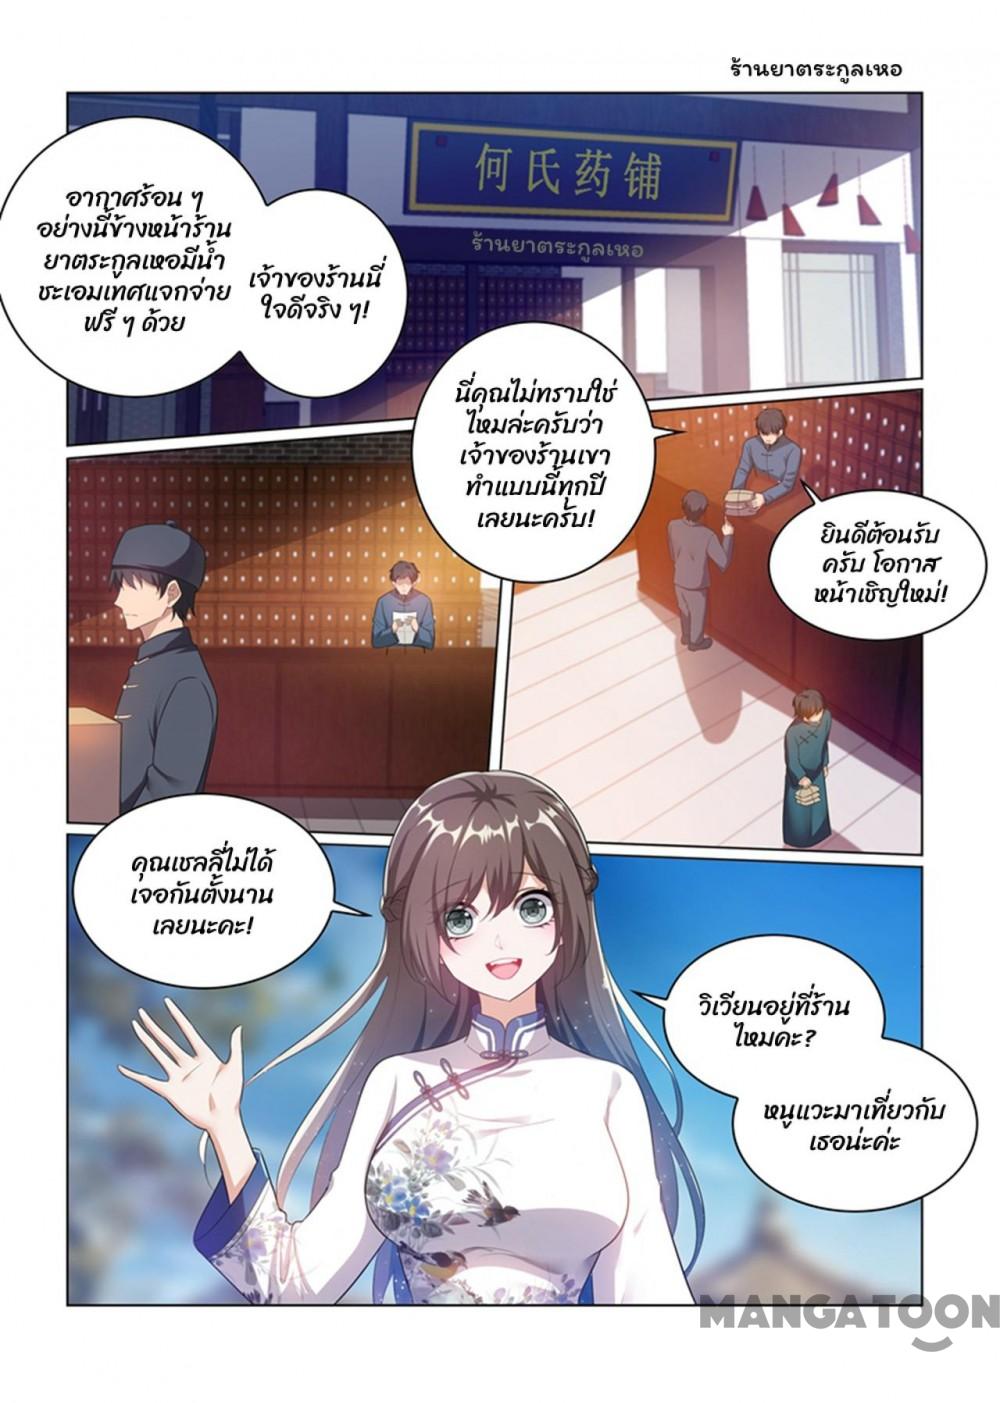 ร้านยาตระกูลเหอ
何氏药铺
ร้านยาตระกูลเหอ
อากาศร้อน ๆ
อย่างนี้ข้างหน้าร้าน
ยาตระกูลเหอมีน้ำ
ชะเอมเทศแจกจ่าย
ฟรี ๆ ด้วย
เจ้าของร้านนี่
ใจดีจริง ๆ!
นี่คุณไม่ทราบใช่
ไหมล่ะครับว่า
เจ้าของร้านเขา
ทำแบบนี้ทุกปี
เลยนะครับ!
ยินดีต้อนรับ
ครับ โอกาส
หน้าเชิญใหม่!
คุณเชลลี่ไม่ได้
เจอกันตั้งนาน
เลยนะคะ!
วิเวียนอยู่ที่ร้าน
ไหมคะ?
หนูแวะมาเที่ยวกับ
เธอน่ะค่ะ
MANGATOON